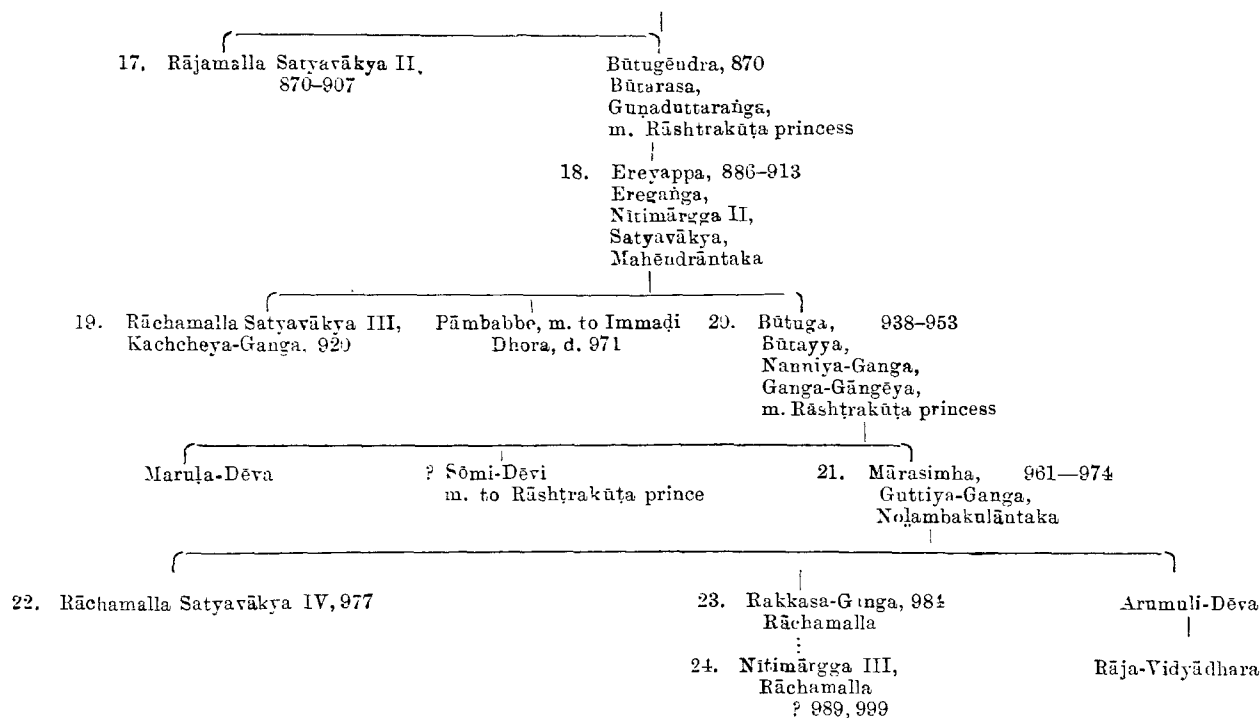 17. Rājamalla Satyavākya II,
870–907
Būtugēndra, 870
Būtarasa,
Guṇaduttaraṅga,
m. Rāshtrakūṭa princess
18. Ereyappa, 886–913
Eregaṅga,
Nītimārgga II,
Satyavākya,
Mahēndrāntaka
19. Rāchamalla Satyavākya III,
Kachcheya-Ganga, 920
Pāmbabbe, m. to Immaḍi
Dhora, d. 971
20. Būtuga, 938–953
Būtayya,
Nanniya-Ganga,
Ganga-Gāngēya,
m. Rāshṭrakūṭa princess
Maruḷa-Dēva
? Sōmi-Dēvi
m. to Rāshṭrakūṭa prince
21. Mārasimha, 961—974
Guttiya-Ganga,
Noḷambakulāntaka
22. Rāchamalla Satyavākya IV, 977
23. Rakkasa-Ganga, 984
Rāchamalla
Arumuli-Dēva
24. Nītimārgga III,
Rāchamalla
? 989, 999
Rāja-Vidyādhara